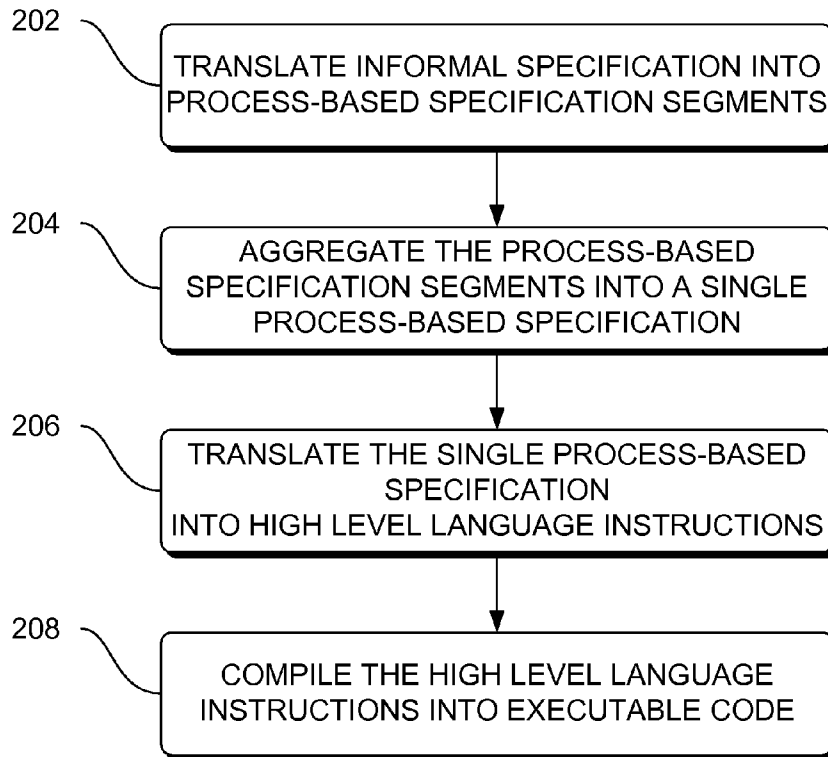 202
TRANSLATE INFORMAL SPECIFICATION INTO
PROCESS-BASED SPECIFICATION SEGMENTS
204
AGGREGATE THE PROCESS-BASED
SPECIFICATION SEGMENTS INTO A SINGLE
PROCESS-BASED SPECIFICATION
206
TRANSLATE THE SINGLE PROCESS-BASED
SPECIFICATION
INTO HIGH LEVEL LANGUAGE INSTRUCTIONS
208
COMPILE THE HIGH LEVEL LANGUAGE
INSTRUCTIONS INTO EXECUTABLE CODE